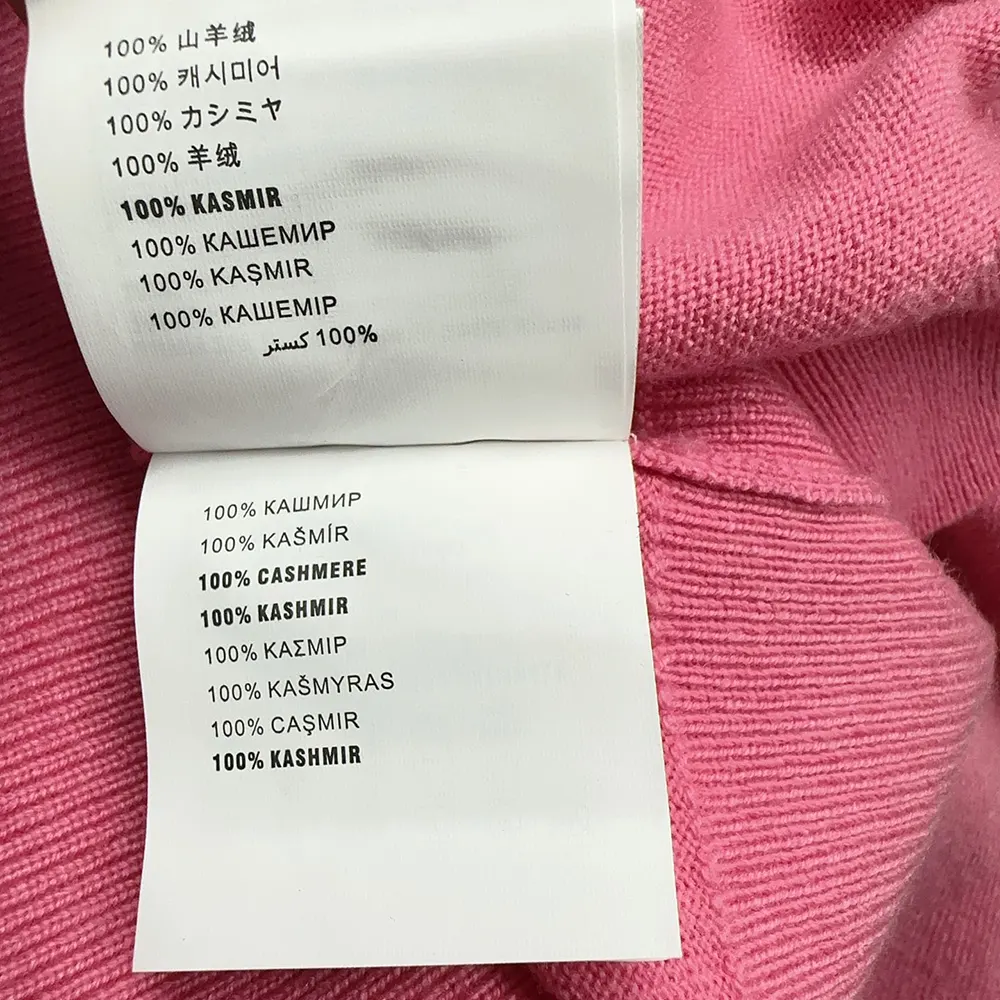 100% 山羊绒
100% 캐시미어
100% カシミヤ
100% 羊绒
100% KASMIR
100% КАШЕМИР
100% KAŞMIR
100% КАШЕМІР
100% كستر
100% КАШМИР
100% KAŠMÍR
100% CASHMERE
100% KASHMIR
100% ΚΑΣΜΙΡ
100% KAŠMYRAS
100% CAŞMIR
100% KASHMIR